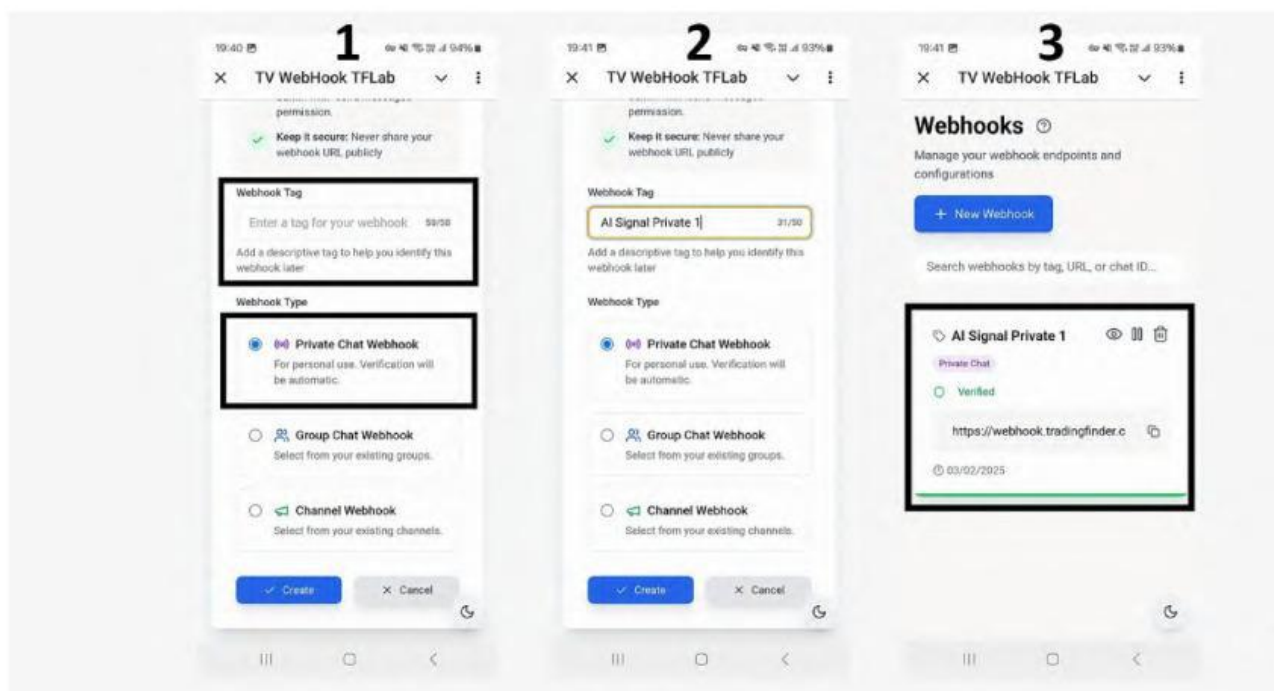 1
19:40
94%
TV WebHook TFLab
permission.
Keep it secure: Never share your
webhook URL publicly
Webhook Tag
Enter a tag for your webhook 50/50
Add a descriptive tag to help you identify this
webhook later
Webhook Type
Private Chat Webhook
For personal use. Verification will
be automatic.
Group Chat Webhook
Select from your existing groups.
Channel Webhook
Select from your existing channels.
Create
Cancel
2
19:41
93%
TV WebHook TFLab
permission.
Keep it secure: Never share your
webhook URL publicly
Webhook Tag
AI Signal Private 1 31/50
Add a descriptive tag to help you identify this
webhook later
Webhook Type
Private Chat Webhook
For personal use. Verification will
be automatic.
Group Chat Webhook
Select from your existing groups.
Channel Webhook
Select from your existing channels.
Create
Cancel
3
19:41
93%
TV WebHook TFLab
Webhooks
Manage your webhook endpoints and
configurations
+ New Webhook
Search webhooks by tag, URL, or chat ID...
AI Signal Private 1
Private Chat
Verified
https://webhook.tradingfinder.c
03/02/2025